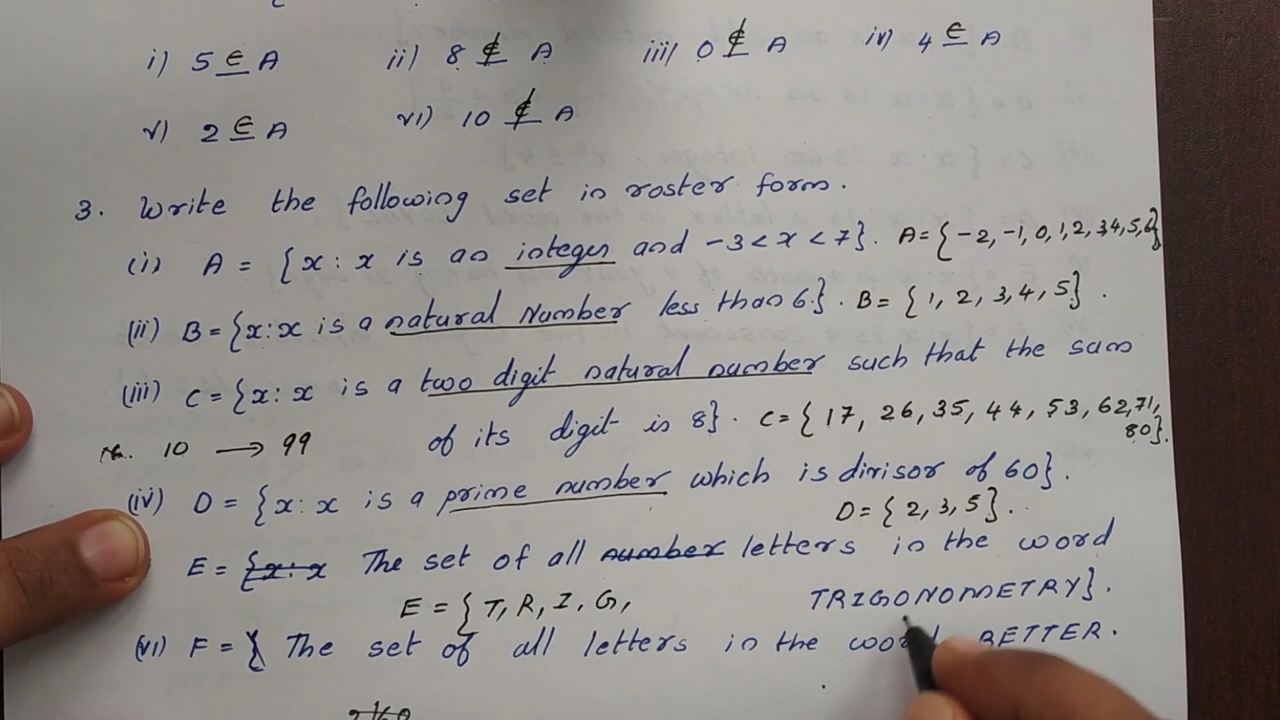 i) 5 ∈ A ii) 8 ∉ A iii) 0 ∉ A iv) 4 ∈ A
v) 2 ∈ A vi) 10 ∉ A
3. Write the following set in roster form.
(i) A = {x : x is an integer and -3 < x < 7}. A = {-2, -1, 0, 1, 2, 3 4, 5, 6}
(ii) B = {x : x is a natural Number less than 6}. B = {1, 2, 3, 4, 5}.
(iii) C = {x : x is a two digit natural number such that the sum
of its digit is 8}. C = {17, 26, 35, 44, 53, 62, 71,
80}.
10 → 99
(iv) D = {x : x is a prime number which is divisor of 60}.
D = {2, 3, 5}..
E = {x : x The set of all number letters in the word
TRIGONOMETRY}.
E = {T, R, I, G,
(vi) F = { The set of all letters in the word BETTER.